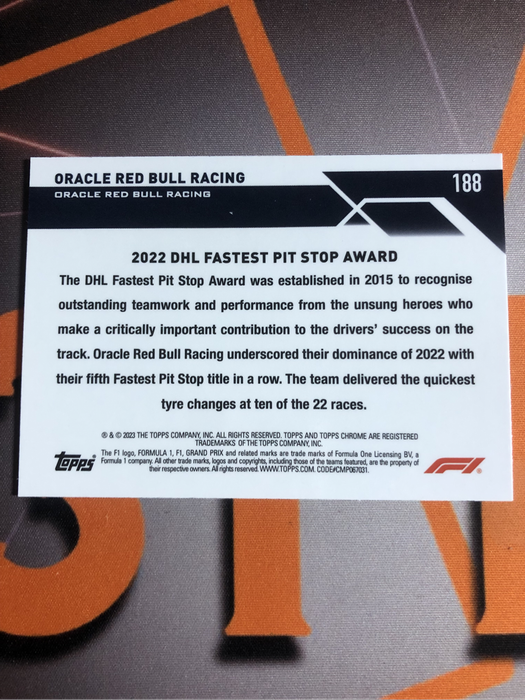 ORACLE RED BULL RACING
188
ORACLE RED BULL RACING
2022 DHL FASTEST PIT STOP AWARD
The DHL Fastest Pit Stop Award was established in 2015 to recognise
outstanding teamwork and performance from the unsung heroes who
make a critically important contribution to the drivers' success on the
track. Oracle Red Bull Racing underscored their dominance of 2022 with
their fifth Fastest Pit Stop title in a row. The team delivered the quickest
tyre changes at ten of the 22 races.
® & © 2023 THE TOPPS COMPANY, INC. ALL RIGHTS RESERVED. TOPPS AND TOPPS CHROME ARE REGISTERED
TRADEMARKS OF THE TOPPS COMPANY, INC.
The F1 logo, FORMULA 1, F1, GRAND PRIX and related marks are trade marks of Formula One Licensing BV, a
Formula 1 company. All other trade marks, logos and copyrights, including those of the teams featured, are the property of
their respective owners. All rights reserved. WWW.TOPPS.COM. CODE#CMP067031.
Topps
F1